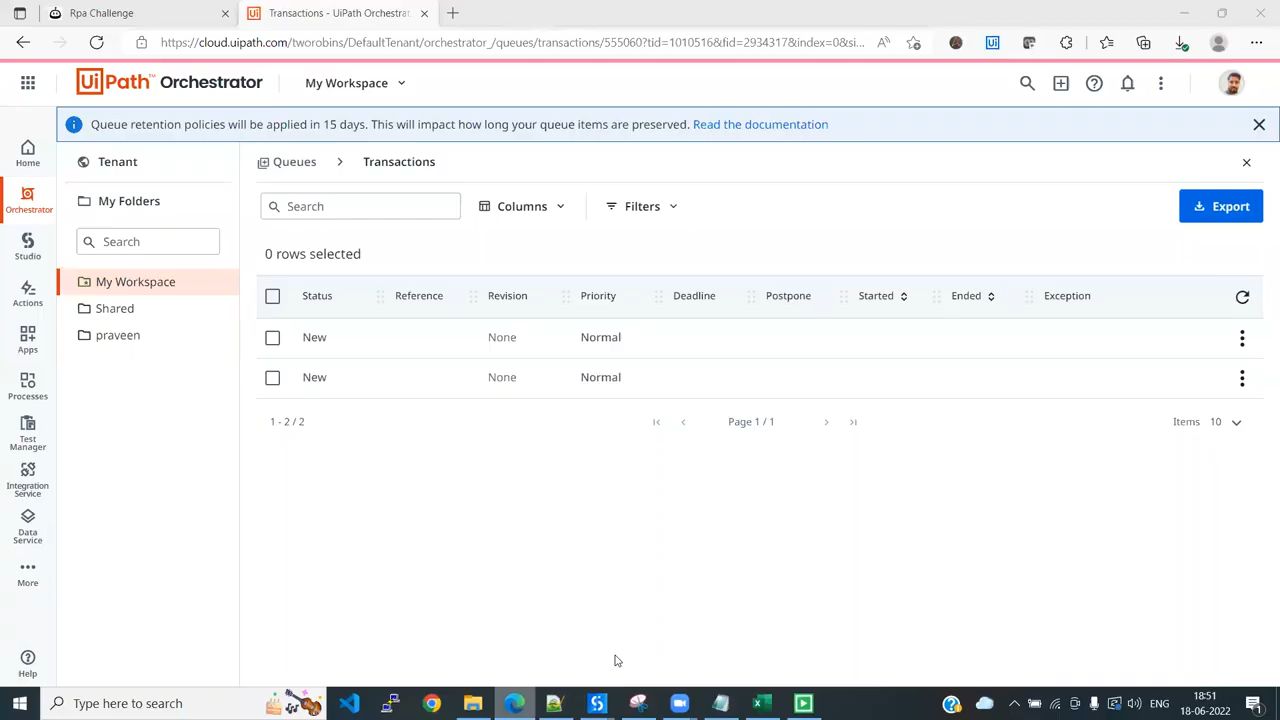 Rpa Challenge
Transactions - UiPath Orchestrat
https://cloud.uipath.com/tworobins/DefaultTenant/orchestrator_/queues/transactions/555060?tid=1010516&fid=2934317&index=0&si...
UiPath Orchestrator
My Workspace
Queue retention policies will be applied in 15 days. This will impact how long your queue items are preserved. Read the documentation
Home
Orchestrator
Studio
Actions
Apps
Processes
Test Manager
Integration Service
Data Service
More
Help
Tenant
My Folders
Search
My Workspace
Shared
praveen
Queues > Transactions
Search
Columns
Filters
Export
0 rows selected
Status Reference Revision Priority Deadline Postpone Started Ended Exception
New None Normal
New None Normal
1 - 2 / 2
Page 1 / 1
Items 10
Type here to search
ENG
18:51
18-06-2022